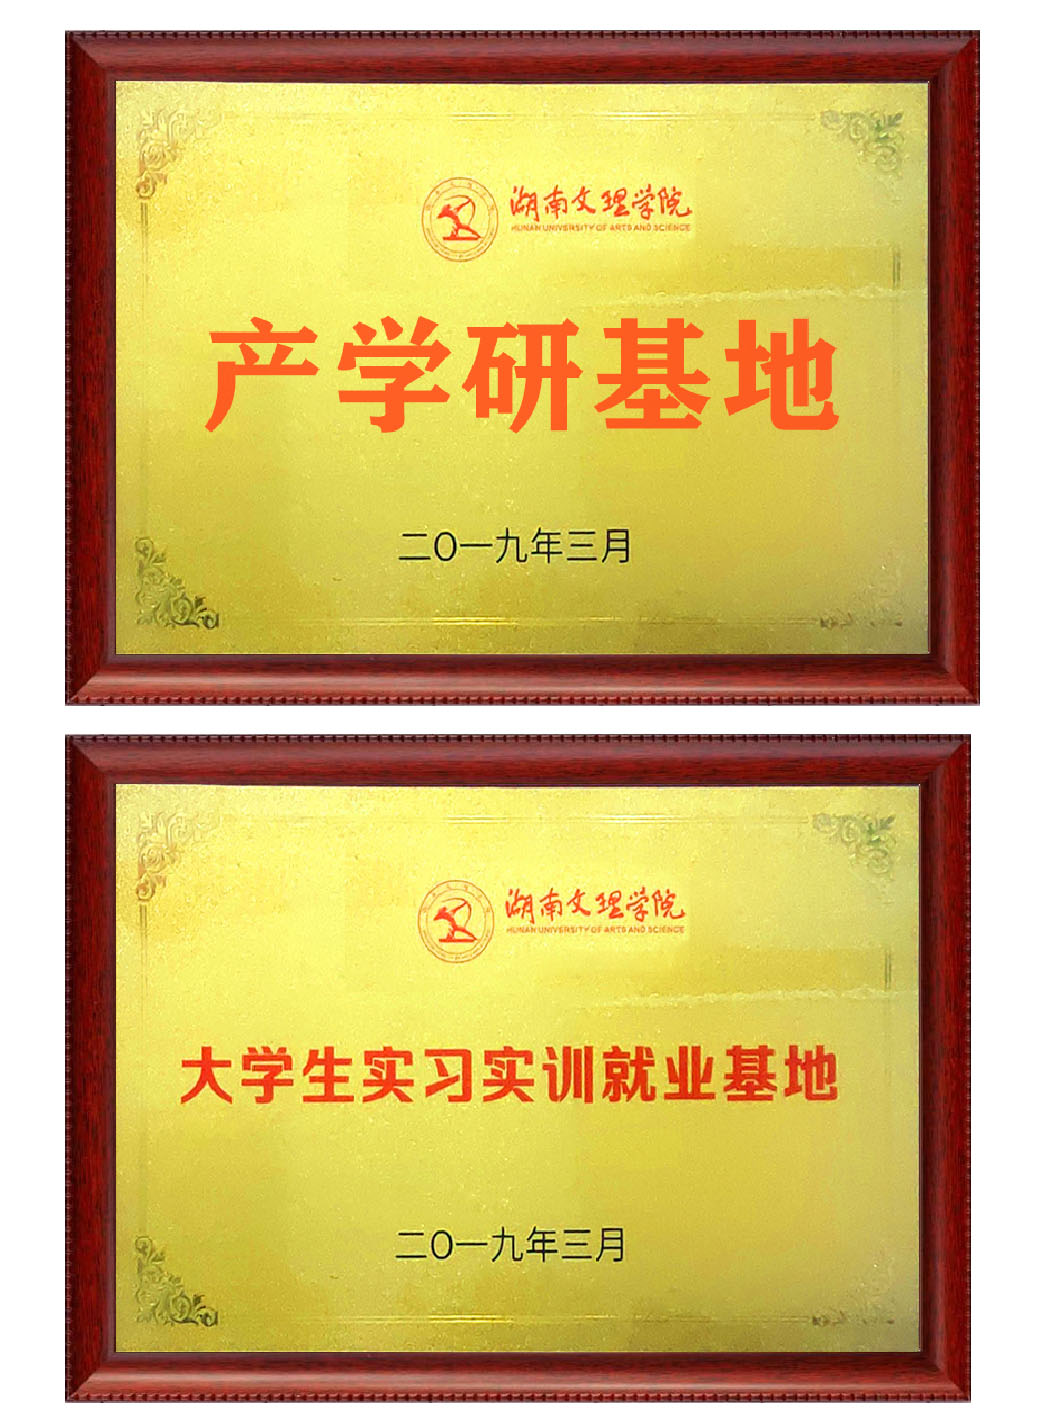 湖南文理学院
HUNAN UNIVERSITY OF ARTS AND SCIENCE
产学研基地
二〇一九年三月
湖南文理学院
HUNAN UNIVERSITY OF ARTS AND SCIENCE
大学生实习实训就业基地
二〇一九年三月